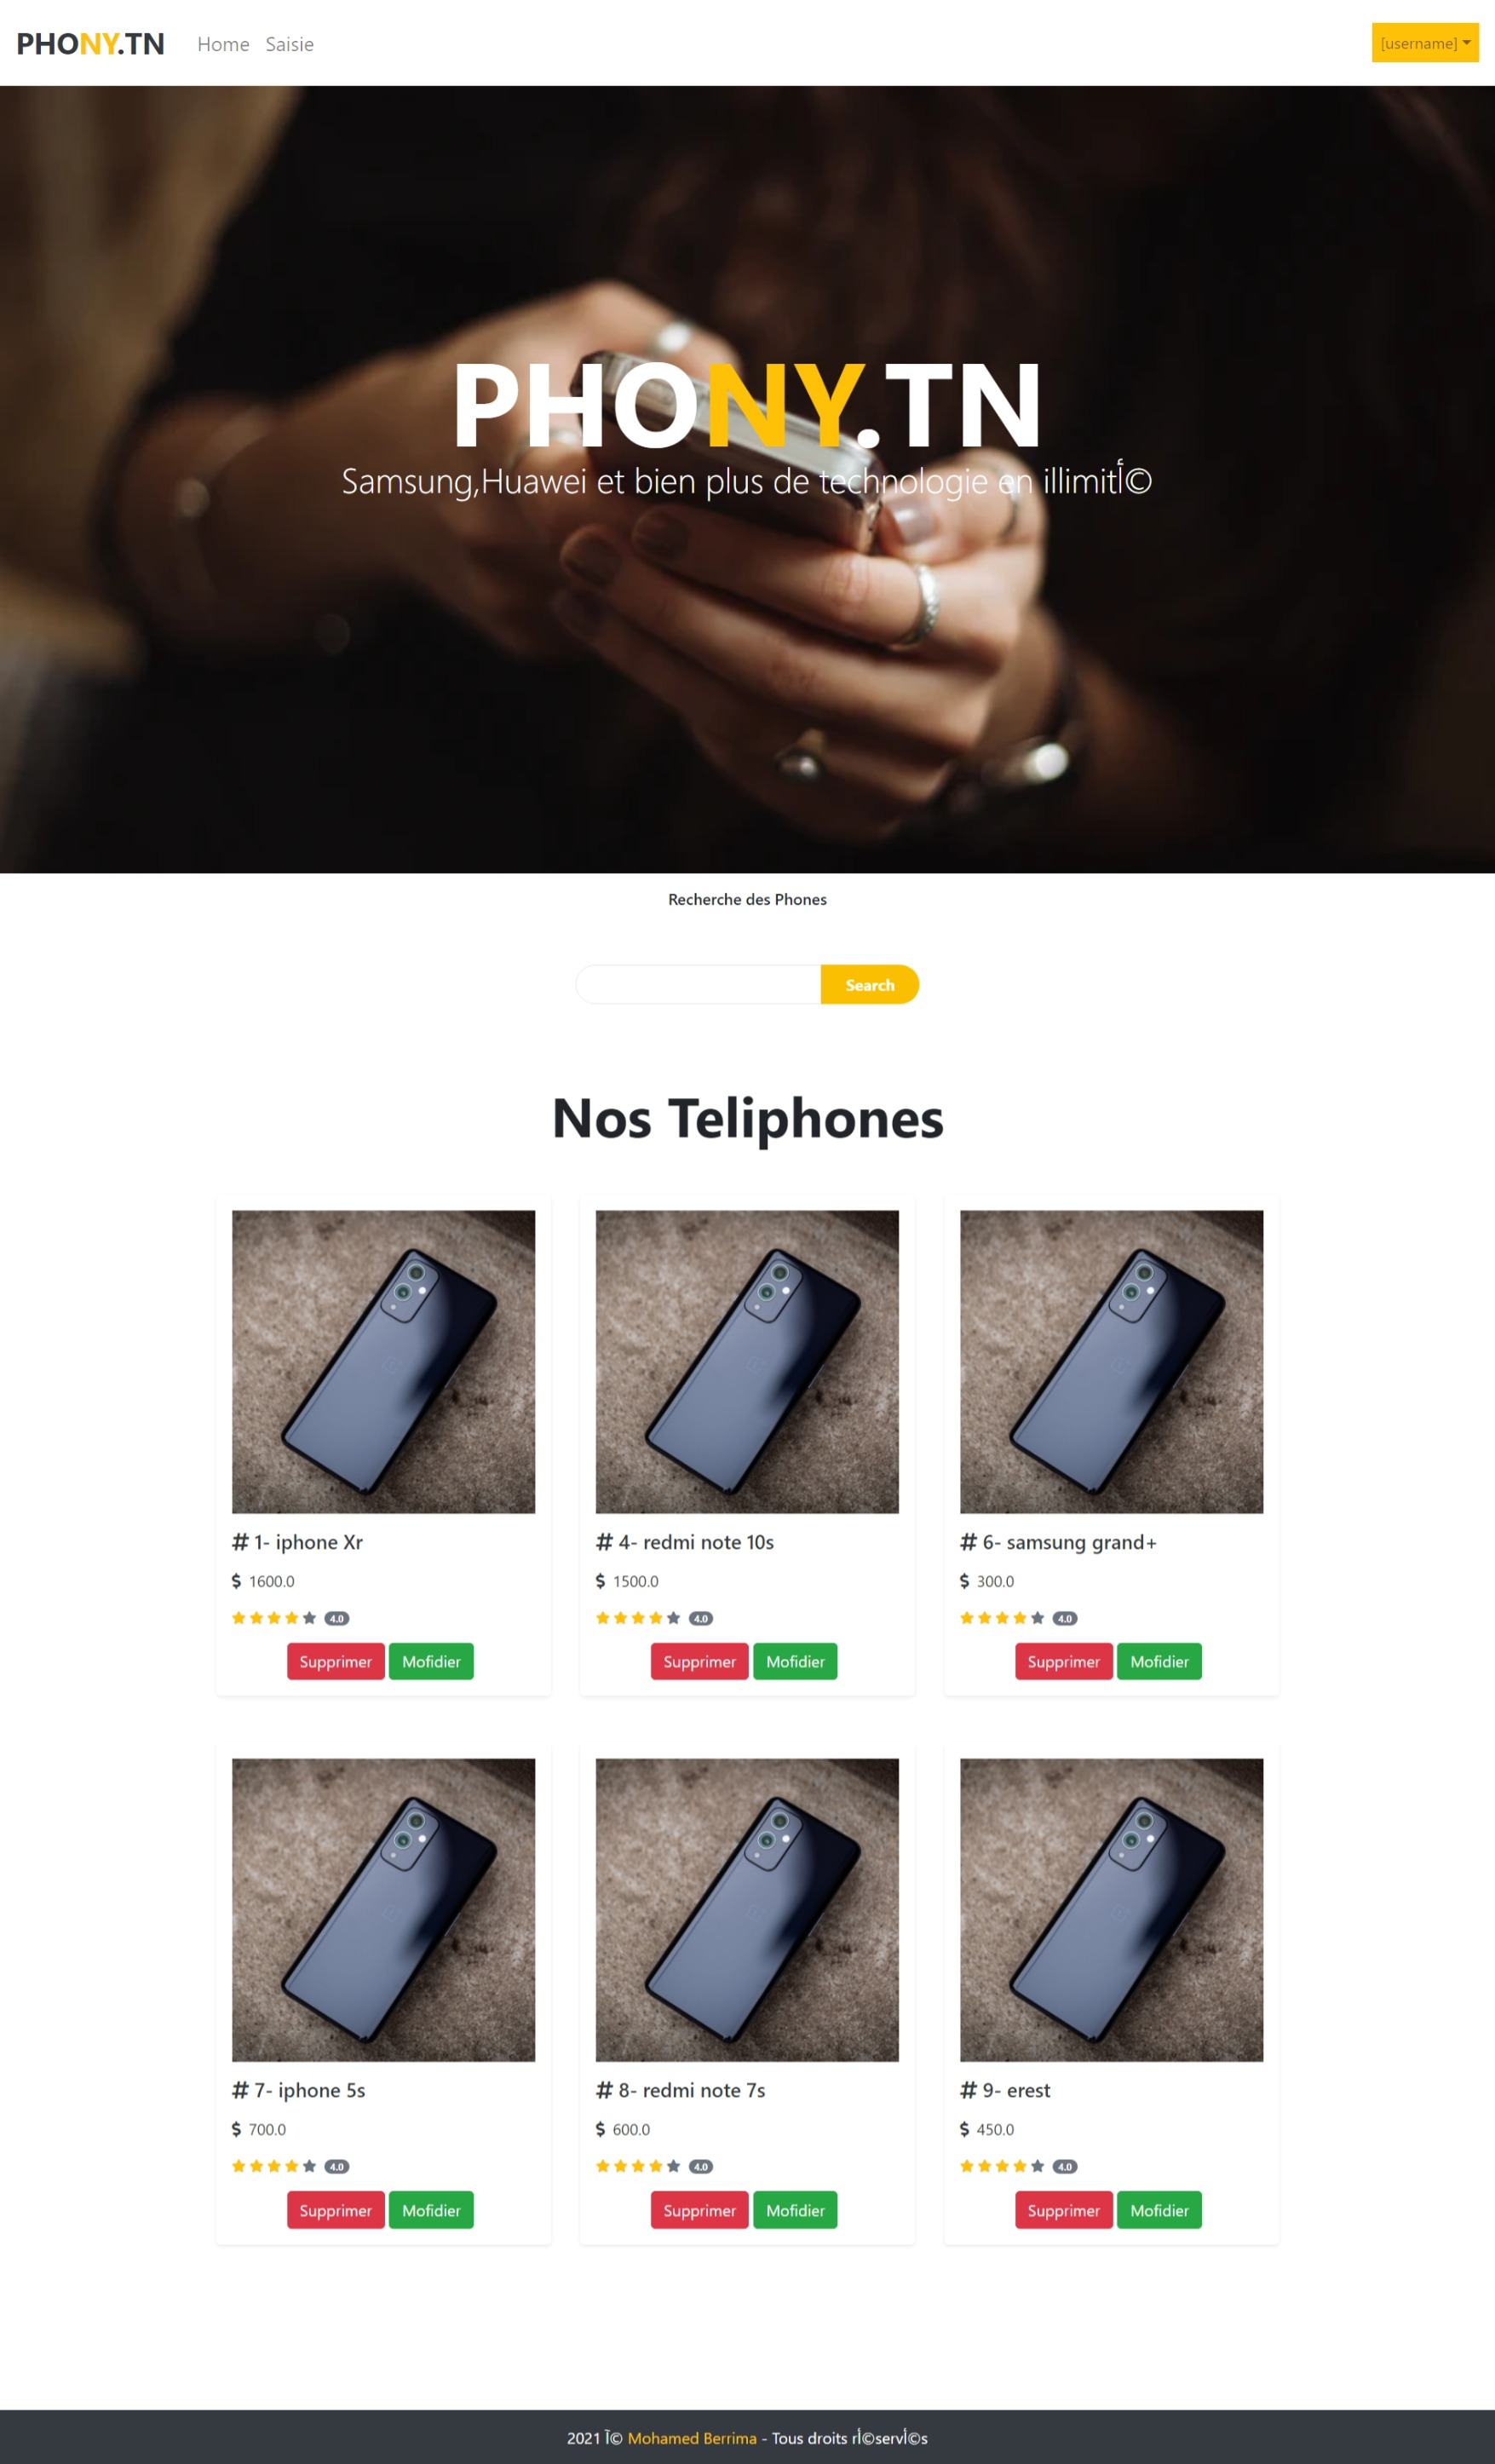 PHONY.TN Home Saisie [username]
PHONY.TN
Samsung,Huawei et bien plus de technologie en illimitأ©
Recherche des Phones
Search
Nos Teliphones
# 1- iphone Xr
$ 1600.0
4.0
Supprimer Mofidier
# 4- redmi note 10s
$ 1500.0
4.0
Supprimer Mofidier
# 6- samsung grand+
$ 300.0
4.0
Supprimer Mofidier
# 7- iphone 5s
$ 700.0
4.0
Supprimer Mofidier
# 8- redmi note 7s
$ 600.0
4.0
Supprimer Mofidier
# 9- erest
$ 450.0
4.0
Supprimer Mofidier
2021 آ© Mohamed Berrima - Tous droits rأ©servأ©s